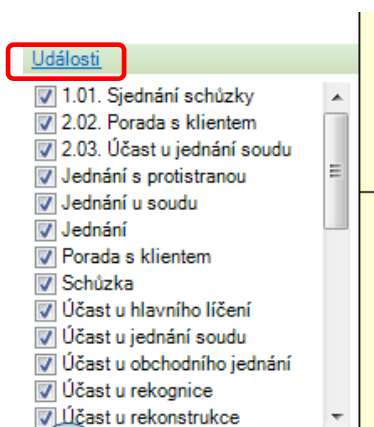 Události
1.01. Sjednání schůzky
2.02. Porada s klientem
2.03. Účast u jednání soudu
Jednání s protistranou
Jednání u soudu
Jednání
Porada s klientem
Schůzka
Účast u hlavního líčení
Účast u jednání soudu
Účast u obchodního jednání
Účast u rekognice
Účast u rekonstrukce